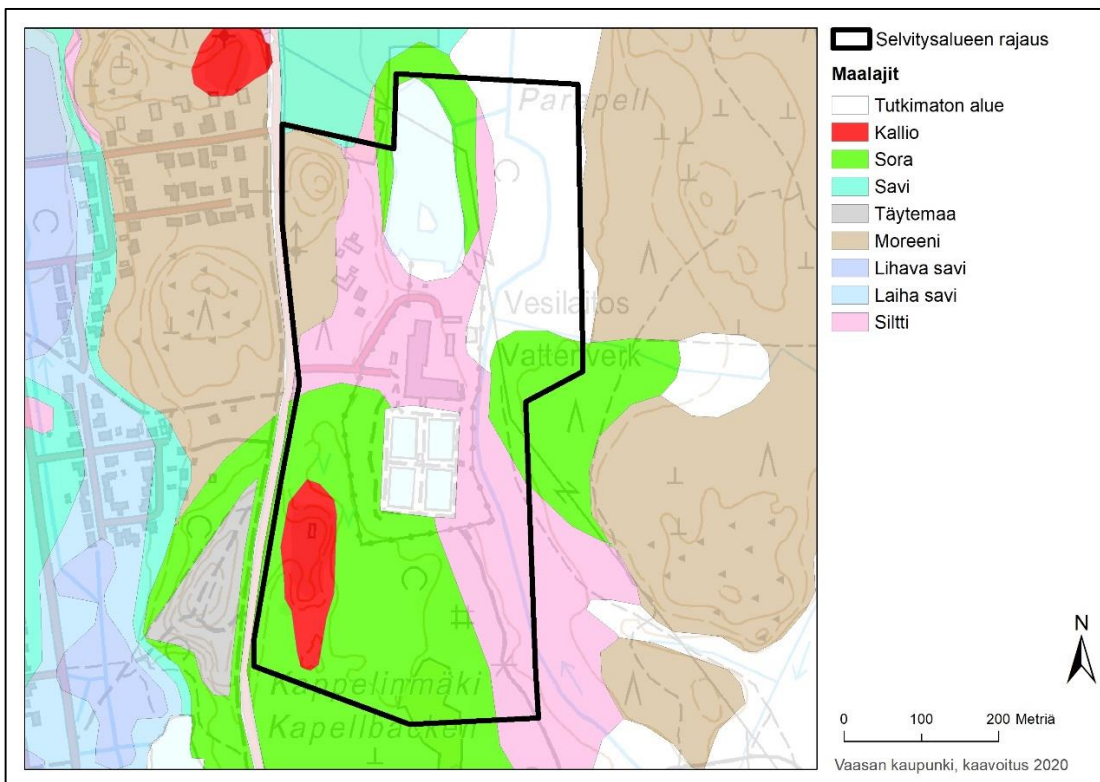 Parapell
Vesilaitos
Vattenverk
Kappelinmäki
Kapellbacken
Selvitysalueen rajaus
Maalajit
Tutkimaton alue
Kallio
Sora
Savi
Täytemaa
Moreeni
Lihava savi
Laiha savi
Siltti
N
0 100 200 Metriä
Vaasan kaupunki, kaavoitus 2020